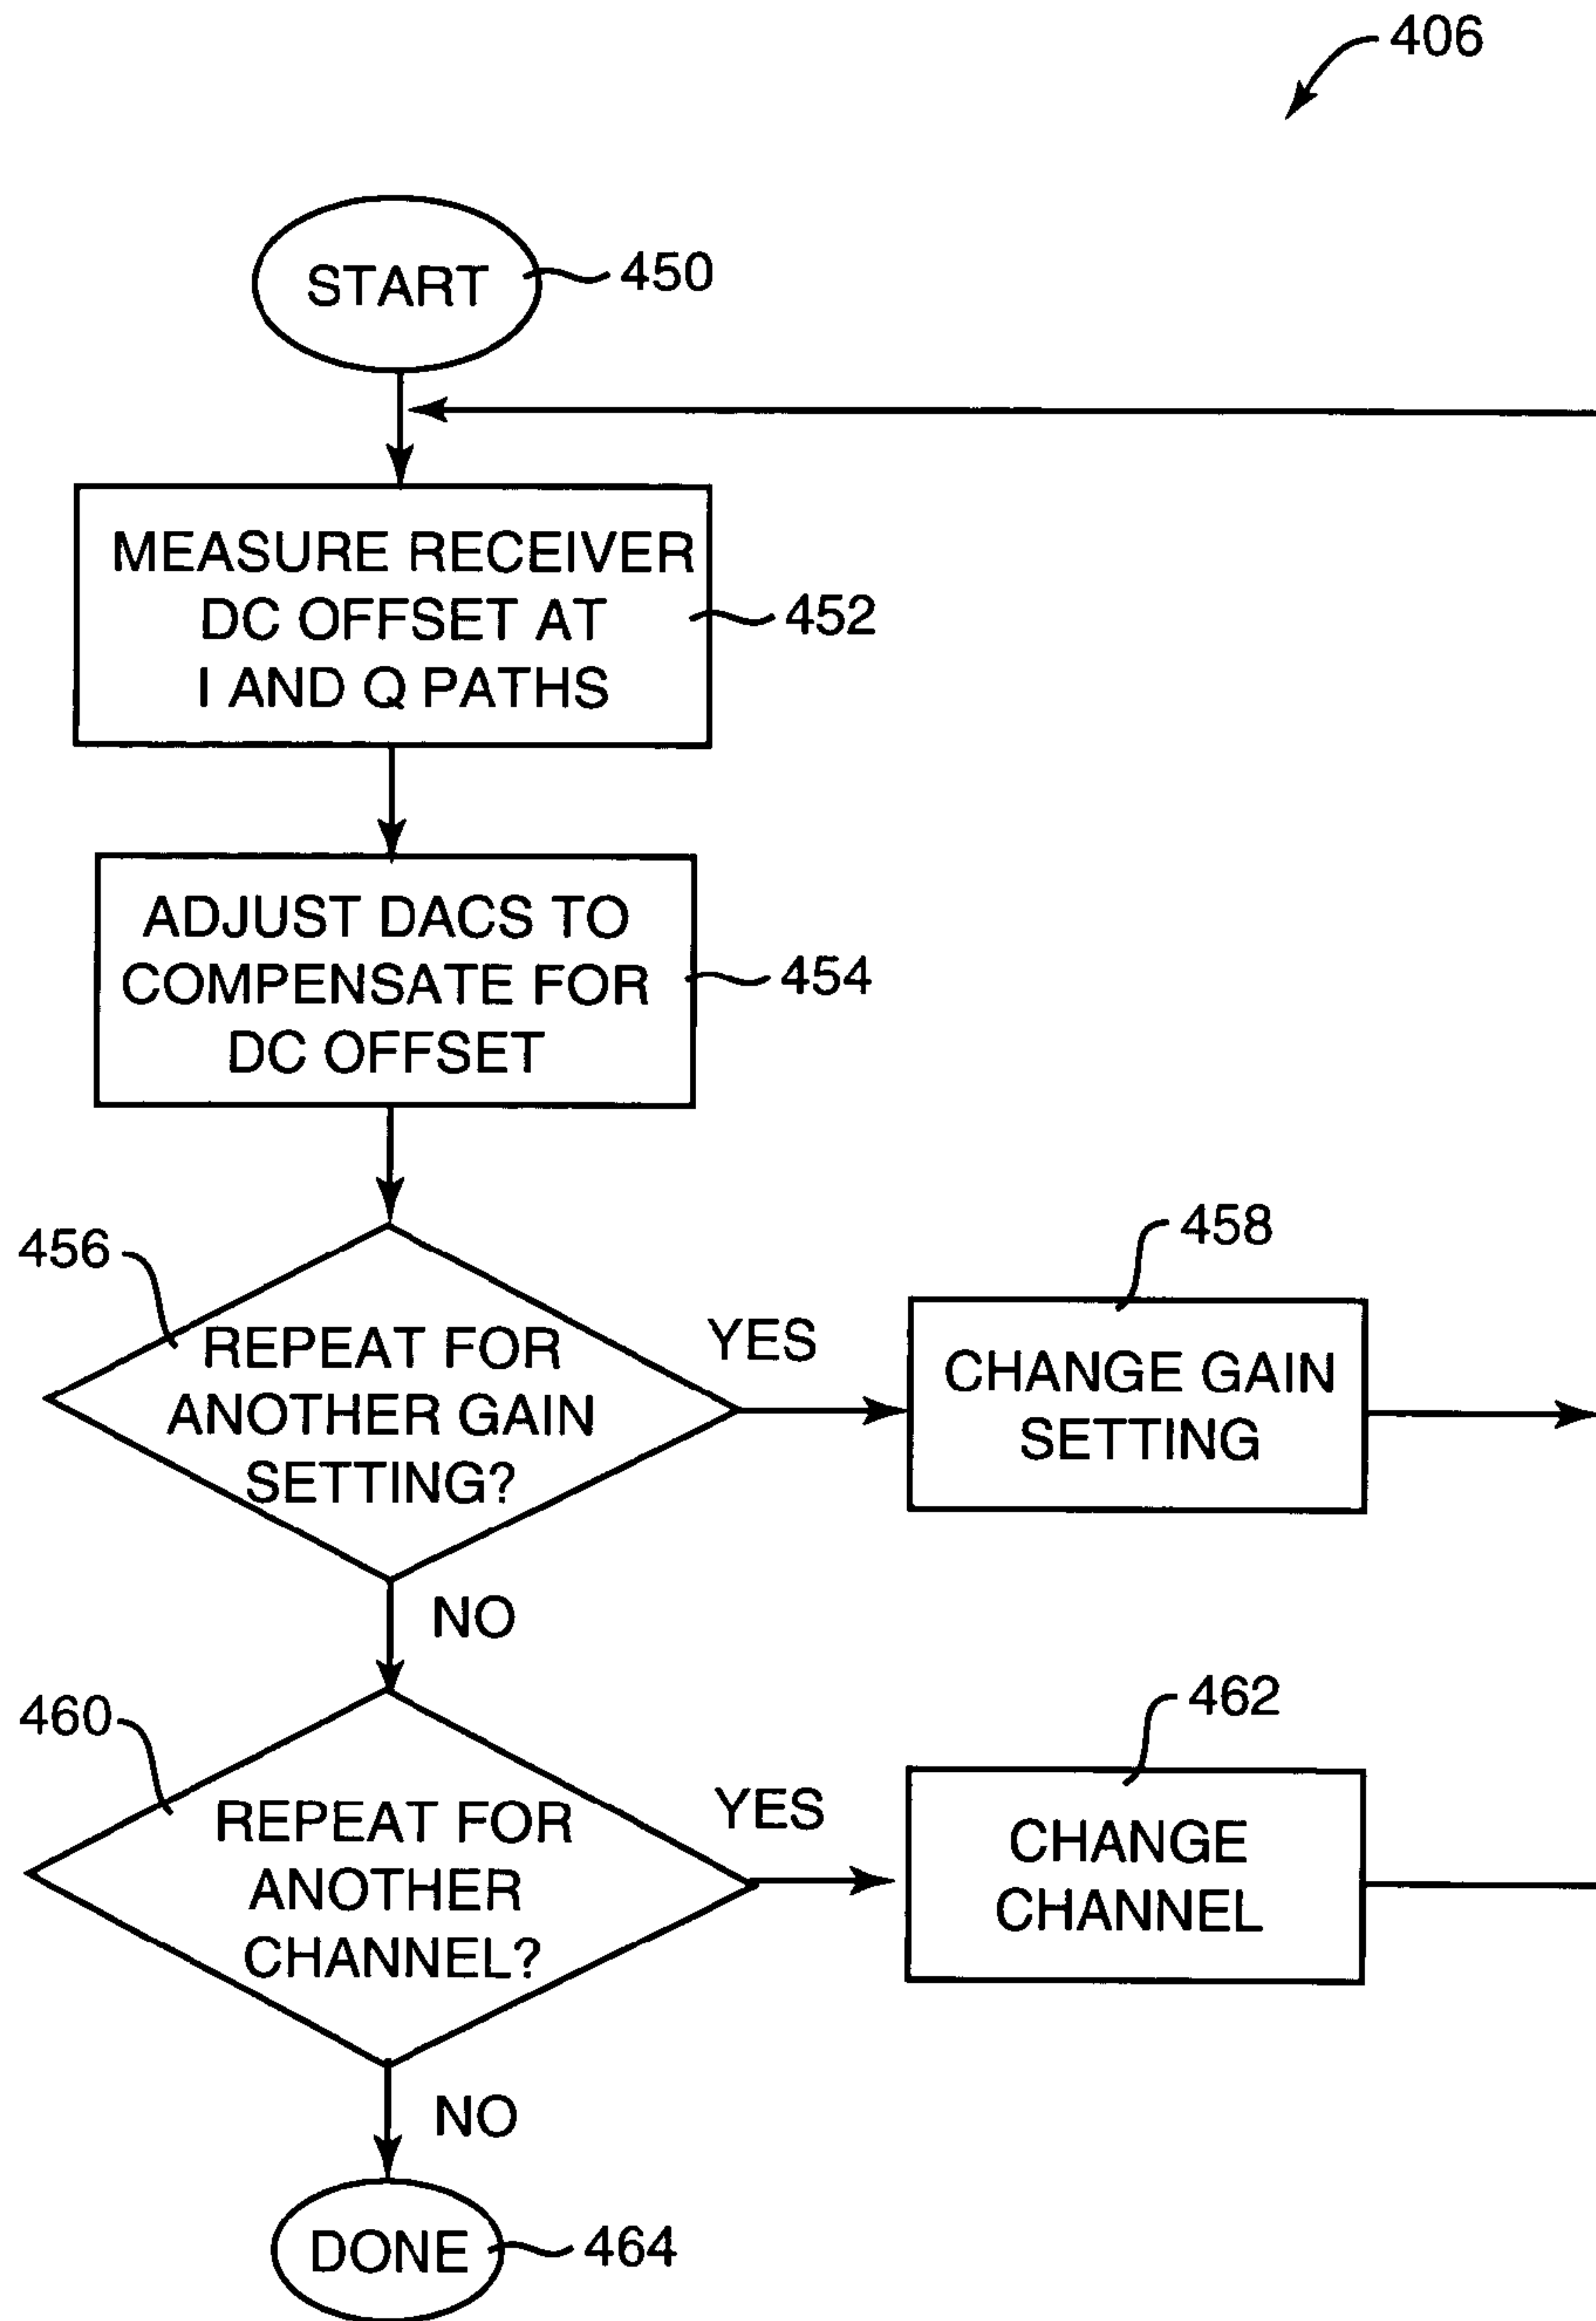 406
START
450
MEASURE RECEIVER
DC OFFSET AT
I AND Q PATHS
452
ADJUST DACS TO
COMPENSATE FOR
DC OFFSET
454
456
REPEAT FOR
ANOTHER GAIN
SETTING?
YES
458
CHANGE GAIN
SETTING
NO
460
REPEAT FOR
ANOTHER
CHANNEL?
YES
462
CHANGE
CHANNEL
NO
DONE
464